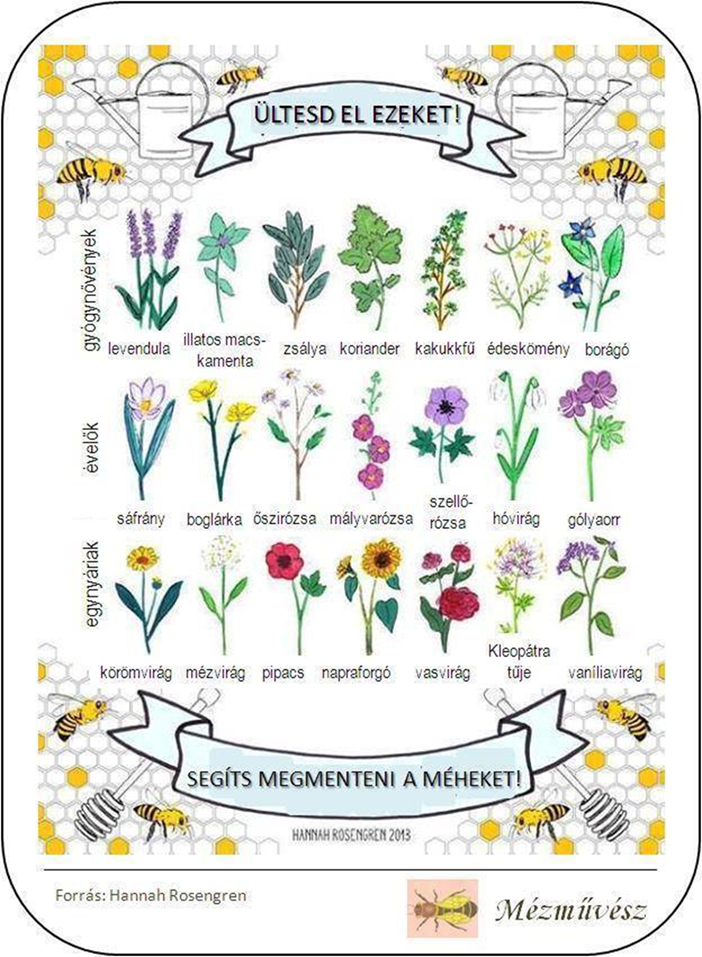 ÜLTESD EL EZEKET!
gyógynövények
levendula
illatos macs-
kamenta
zsálya
koriander
kakukkfű
édeskömény
borágó
évelők
sáfrány
boglárka
őszirózsa
mályvarózsa
szellő-
rózsa
hóvirág
gólyaorr
egynyáriak
körömvirág
mézvirág
pipacs
napraforgó
vasvirág
Kleopátra
tűje
vaníliavirág
SEGÍTS MEGMENTENI A MÉHEKET!
HANNAH ROSENGREN 2013
Forrás: Hannah Rosengren
Mézművész